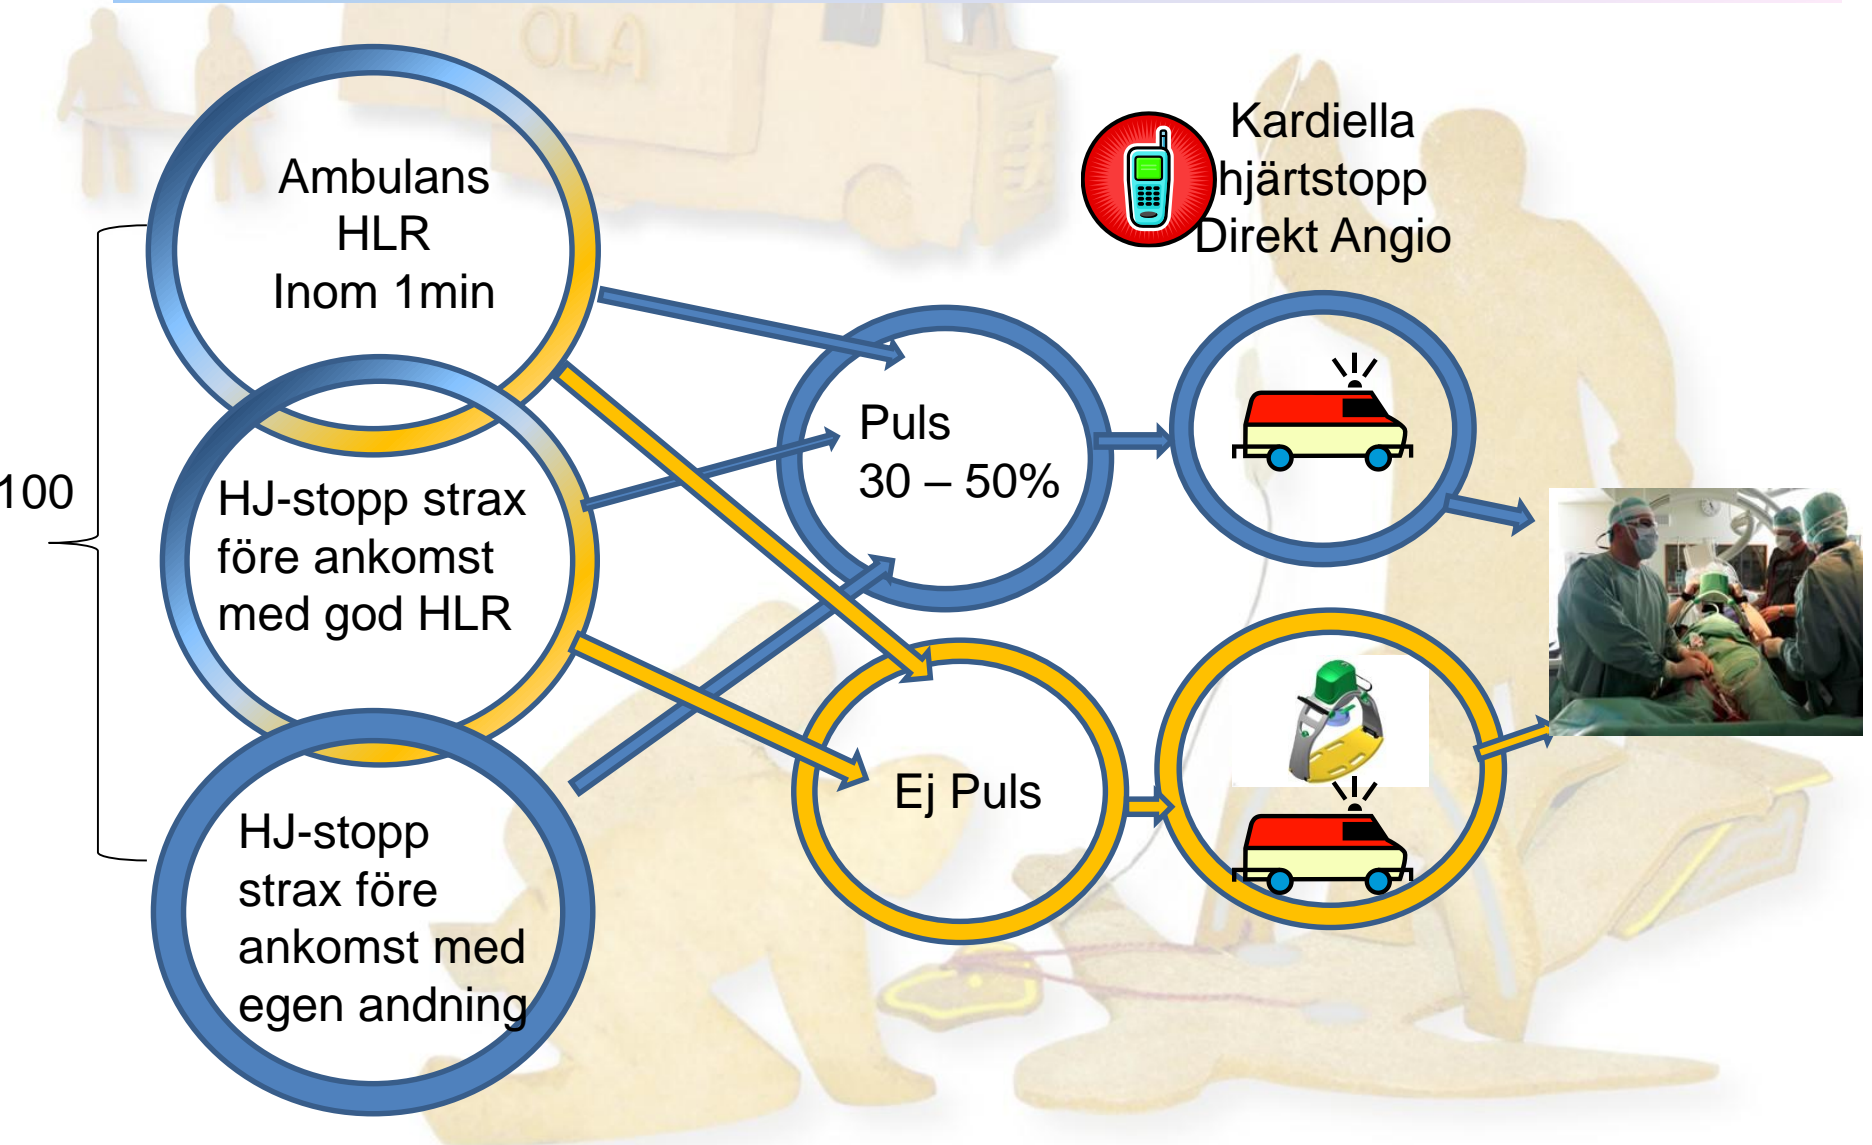 OLA
Ambulans
HLR
Inom 1min
Kardiella
hjärtstopp
Direkt Angio
100
HJ-stopp strax
före ankomst
med god HLR
Puls
30 – 50%
HJ-stopp
strax före
ankomst med
egen andning
Ej Puls